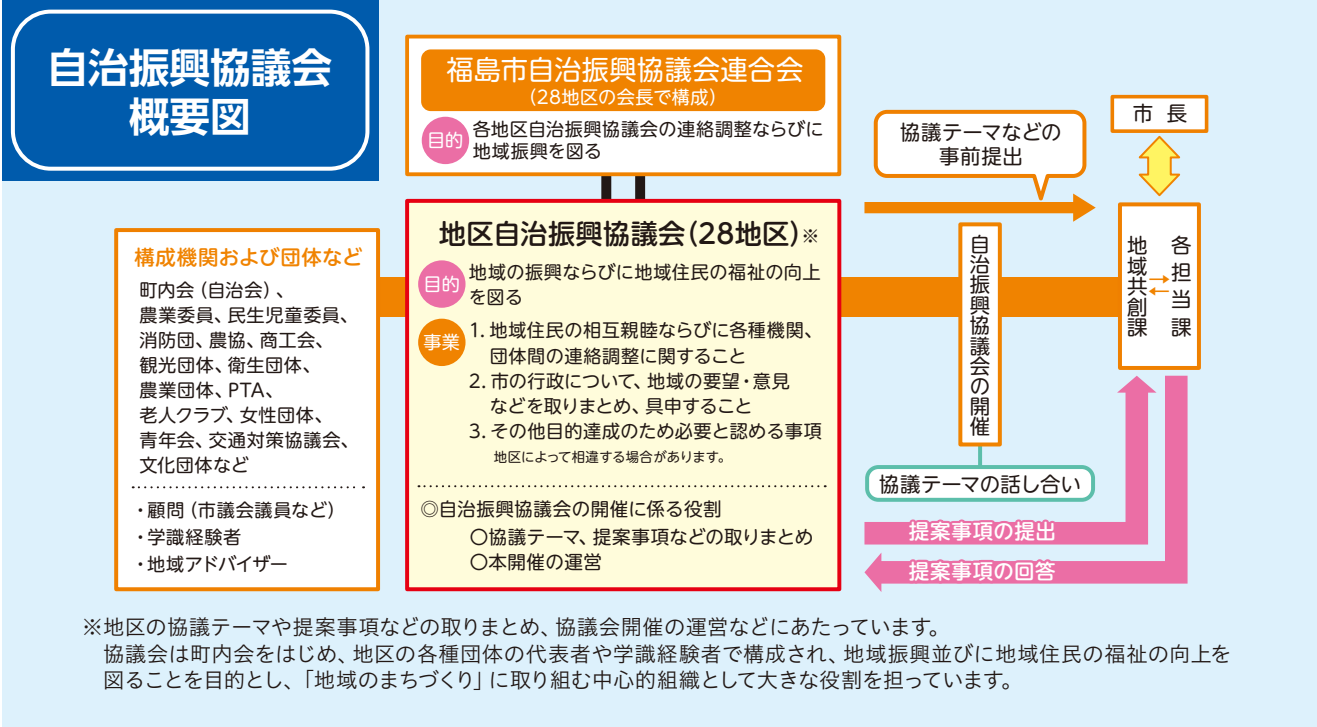 自治振興協議会
概要図
福島市自治振興協議会連合会
(28地区の会長で構成)
目的
各地区自治振興協議会の連絡調整ならびに
地域振興を図る
協議テーマなどの
事前提出
市長
構成機関および団体など
町内会(自治会)、
農業委員、民生児童委員、
消防団、農協、商工会、
観光団体、衛生団体、
農業団体、PTA、
老人クラブ、女性団体、
青年会、交通対策協議会、
文化団体など
・顧問(市議会議員など)
・学識経験者
・地域アドバイザー
地区自治振興協議会(28地区)※
目的
地域の振興ならびに地域住民の福祉の向上
を図る
事業
1. 地域住民の相互親睦ならびに各種機関、
団体間の連絡調整に関すること
2. 市の行政について、地域の要望・意見
などを取りまとめ、具申すること
3. その他目的達成のため必要と認める事項
地区によって相違する場合があります。
◎自治振興協議会の開催に係る役割
〇協議テーマ、提案事項などの取りまとめ
〇本開催の運営
自治振興協議会の開催
協議テーマの話し合い
各担当課
地域共創課
提案事項の提出
提案事項の回答
※地区の協議テーマや提案事項などの取りまとめ、協議会開催の運営などにあたっています。
協議会は町内会をはじめ、地区の各種団体の代表者や学識経験者で構成され、地域振興並びに地域住民の福祉の向上を
図ることを目的とし、「地域のまちづくり」に取り組む中心的組織として大きな役割を担っています。